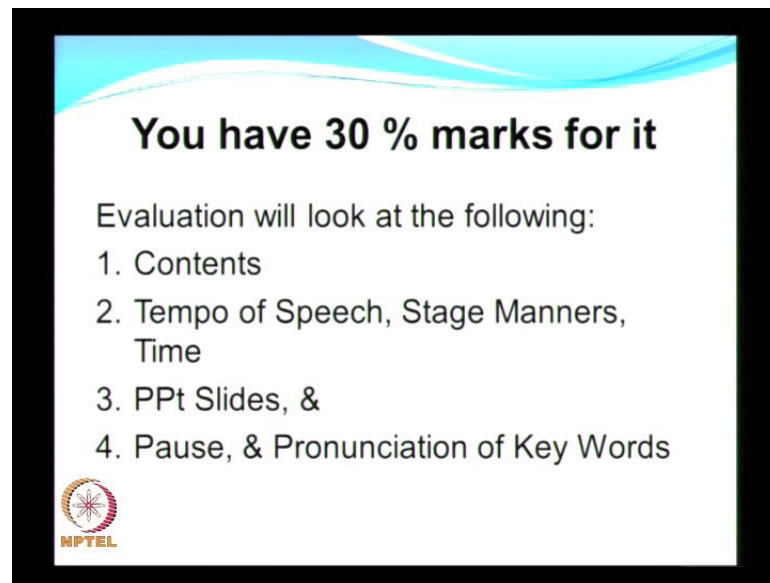 You have 30 % marks for it
Evaluation will look at the following:
1. Contents
2. Tempo of Speech, Stage Manners,
Time
3. PPt Slides, &
4. Pause, & Pronunciation of Key Words
NPTEL